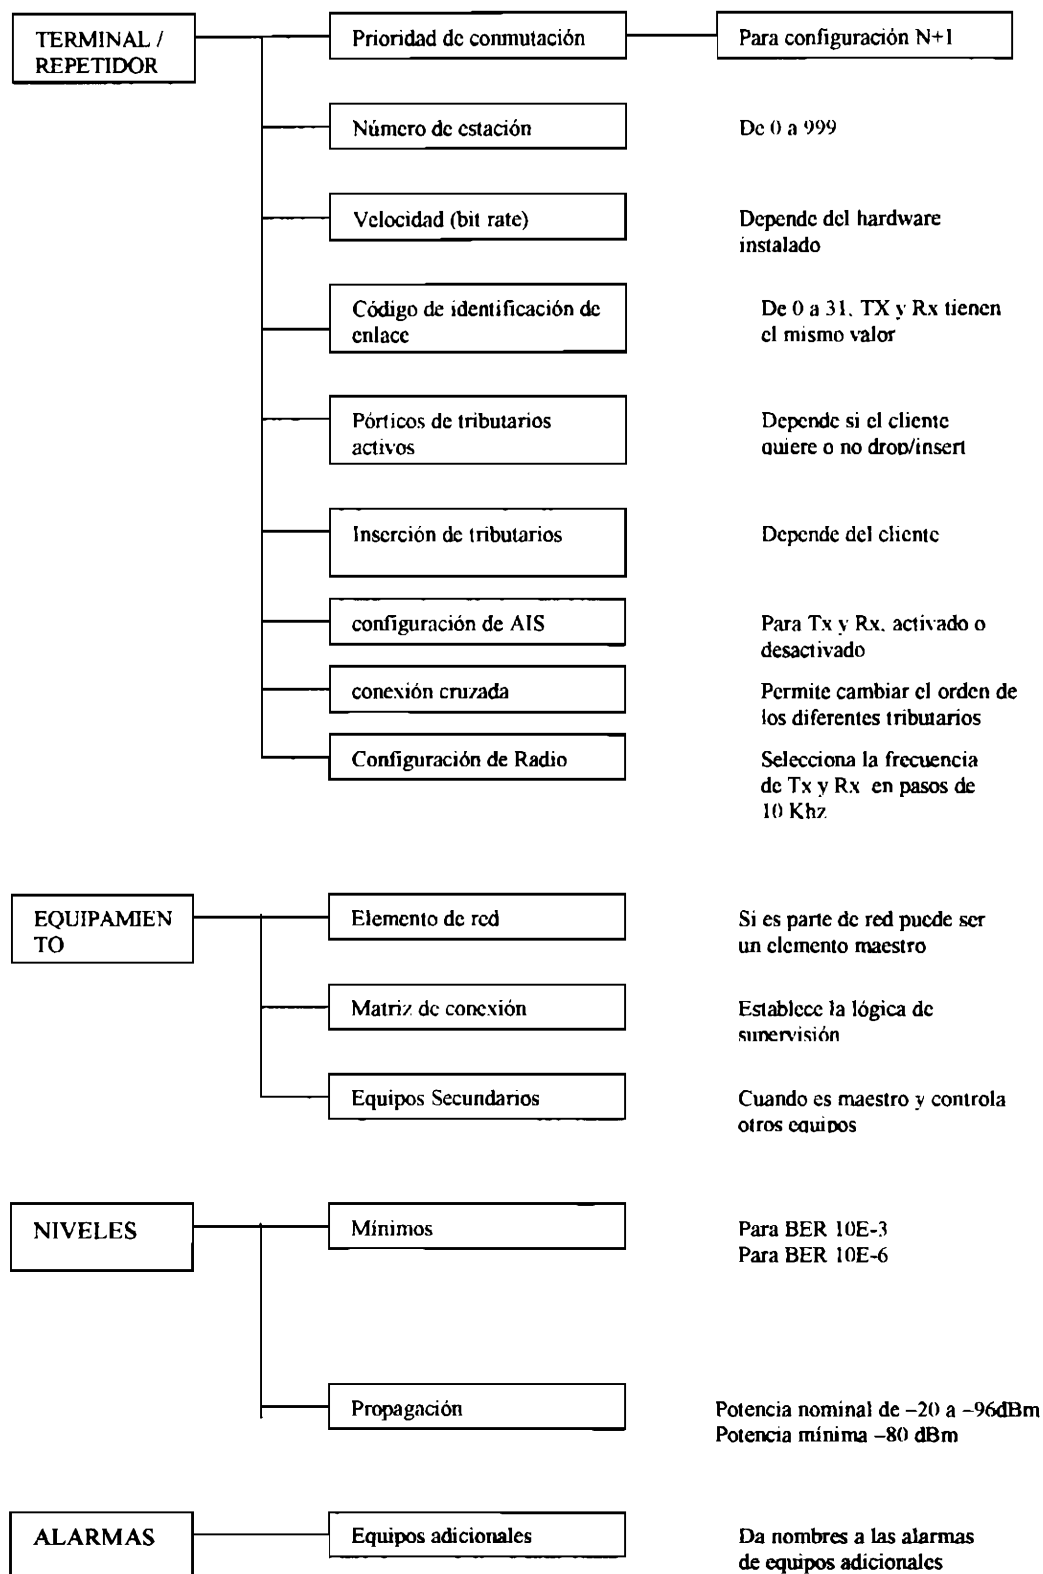 TERMINAL /
REPETIDOR
Prioridad de conmutación
Para configuración N+1
Número de estación
De 0 a 999
Velocidad (bit rate)
Depende del hardware
instalado
Código de identificación de
enlace
De 0 a 31. TX y Rx tienen
el mismo valor
Pórticos de tributarios
activos
Depende si el cliente
quiere o no drop/insert
Inserción de tributarios
Depende del cliente
configuración de AIS
Para Tx y Rx, activado o
desactivado
conexión cruzada
Permite cambiar el orden de
los diferentes tributarios
Configuración de Radio
Selecciona la frecuencia
de Tx y Rx en pasos de
10 Khz
EQUIPAMIEN
TO
Elemento de red
Si es parte de red puede ser
un elemento maestro
Matriz de conexión
Establece la lógica de
supervisión
Equipos Secundarios
Cuando es maestro y controla
otros equipos
NIVELES
Mínimos
Para BER 10E-3
Para BER 10E-6
Propagación
Potencia nominal de –20 a –96dBm
Potencia mínima –80 dBm
ALARMAS
Equipos adicionales
Da nombres a las alarmas
de equipos adicionales